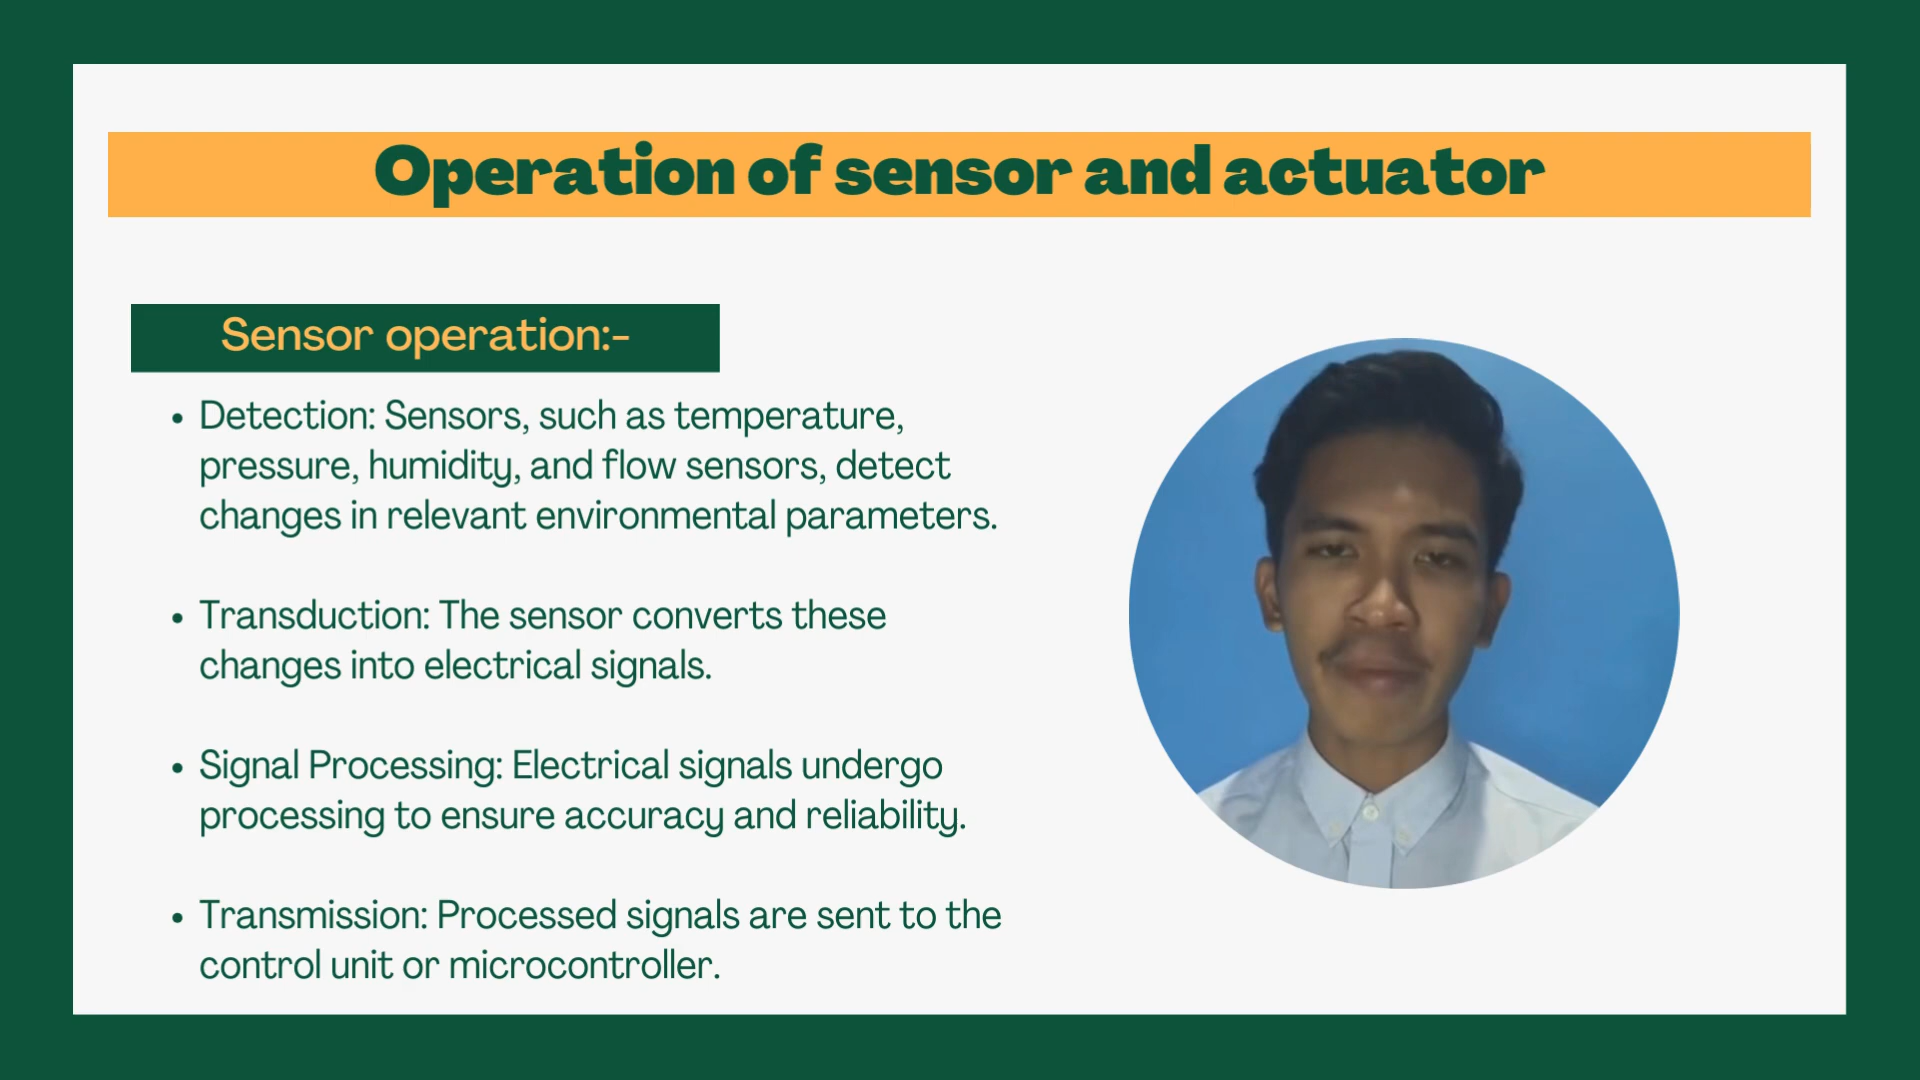 Operation of sensor and actuator
Sensor operation:-
• Detection: Sensors, such as temperature,
pressure, humidity, and flow sensors, detect
changes in relevant environmental parameters.
• Transduction: The sensor converts these
changes into electrical signals.
• Signal Processing: Electrical signals undergo
processing to ensure accuracy and reliability.
• Transmission: Processed signals are sent to the
control unit or microcontroller.